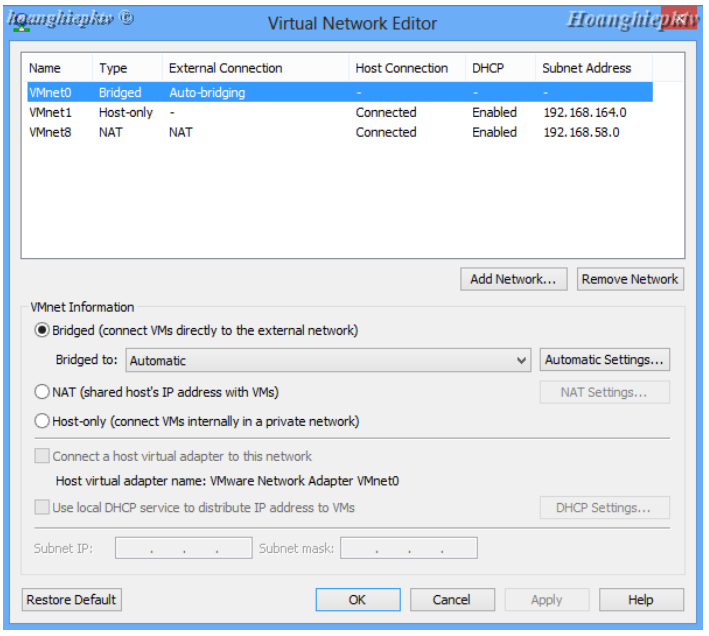 Hoanghiepktv ©
Virtual Network Editor
Hoanghiepktv
Name Type External Connection Host Connection DHCP Subnet Address
VMnet0 Bridged Auto-bridging - - -
VMnet1 Host-only - Connected Enabled 192.168.164.0
VMnet8 NAT NAT Connected Enabled 192.168.58.0
Add Network... Remove Network
VMnet Information
Bridged (connect VMs directly to the external network)
Bridged to: Automatic Automatic Settings...
NAT (shared host's IP address with VMs) NAT Settings...
Host-only (connect VMs internally in a private network)
Connect a host virtual adapter to this network
Host virtual adapter name: VMware Network Adapter VMnet0
Use local DHCP service to distribute IP address to VMs DHCP Settings...
Subnet IP: . . . Subnet mask: . . .
Restore Default OK Cancel Apply Help